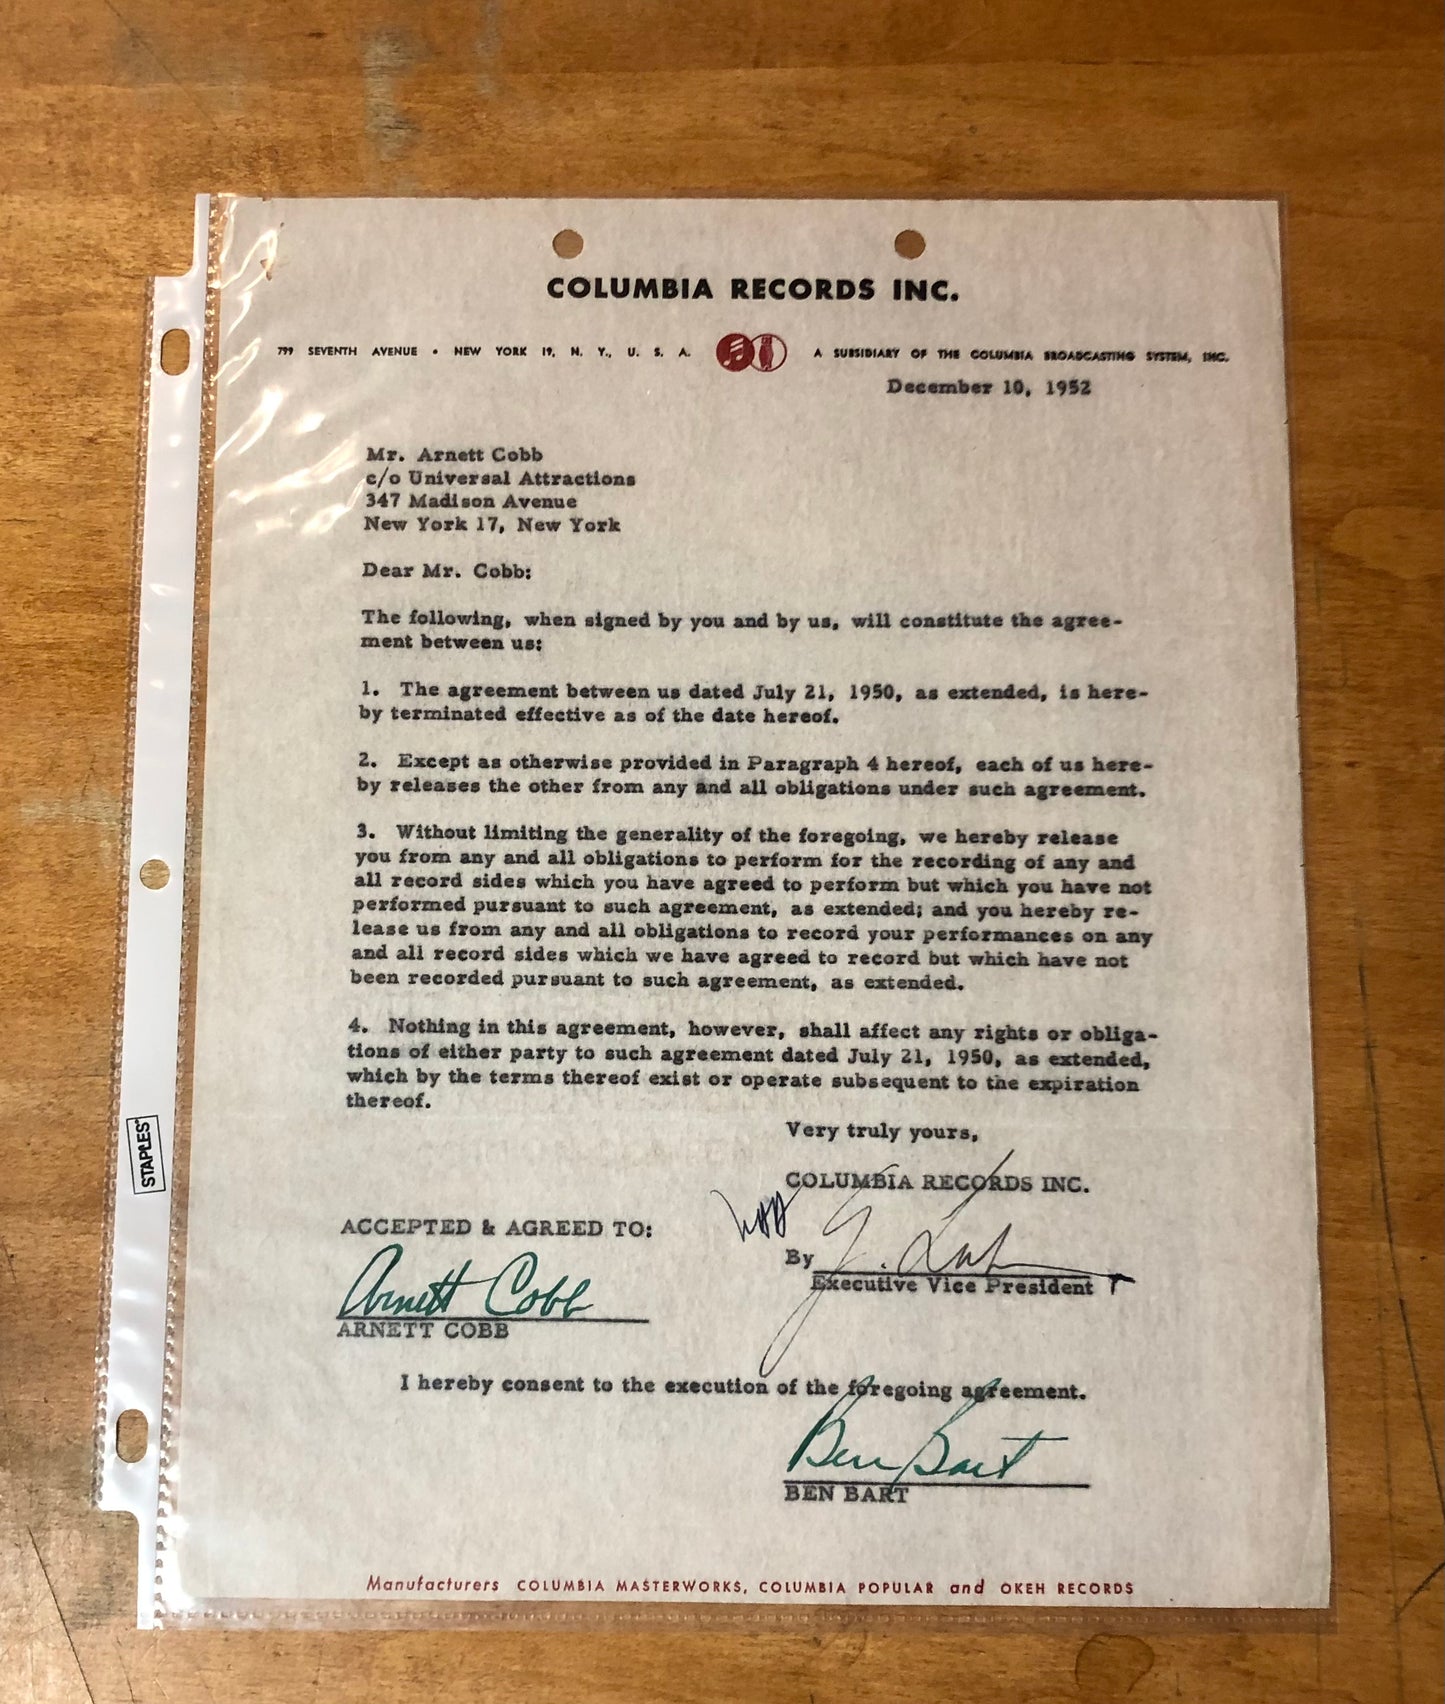 COLUMBIA RECORDS INC.
799 SEVENTH AVENUE • NEW YORK 19, N. Y., U. S. A. A SUBSIDIARY OF THE COLUMBIA BROADCASTING SYSTEM, INC.
December 10, 1952
Mr. Arnett Cobb
c/o Universal Attractions
347 Madison Avenue
New York 17, New York
Dear Mr. Cobb:
The following, when signed by you and by us, will constitute the agree-
ment between us:
1. The agreement between us dated July 21, 1950, as extended, is here-
by terminated effective as of the date hereof.
2. Except as otherwise provided in Paragraph 4 hereof, each of us here-
by releases the other from any and all obligations under such agreement.
3. Without limiting the generality of the foregoing, we hereby release
you from any and all obligations to perform for the recording of any and
all record sides which you have agreed to perform but which you have not
performed pursuant to such agreement, as extended; and you hereby re-
lease us from any and all obligations to record your performances on any
and all record sides which we have agreed to record but which have not
been recorded pursuant to such agreement, as extended.
4. Nothing in this agreement, however, shall affect any rights or obliga-
tions of either party to such agreement dated July 21, 1950, as extended,
which by the terms thereof exist or operate subsequent to the expiration
thereof.
Very truly yours,
COLUMBIA RECORDS INC.
ACCEPTED & AGREED TO:
By
Executive Vice President
Arnett Cobb
ARNETT COBB
I hereby consent to the execution of the foregoing agreement.
Ben Bart
BEN BART
Manufacturers COLUMBIA MASTERWORKS, COLUMBIA POPULAR and OKEH RECORDS
STAPLES